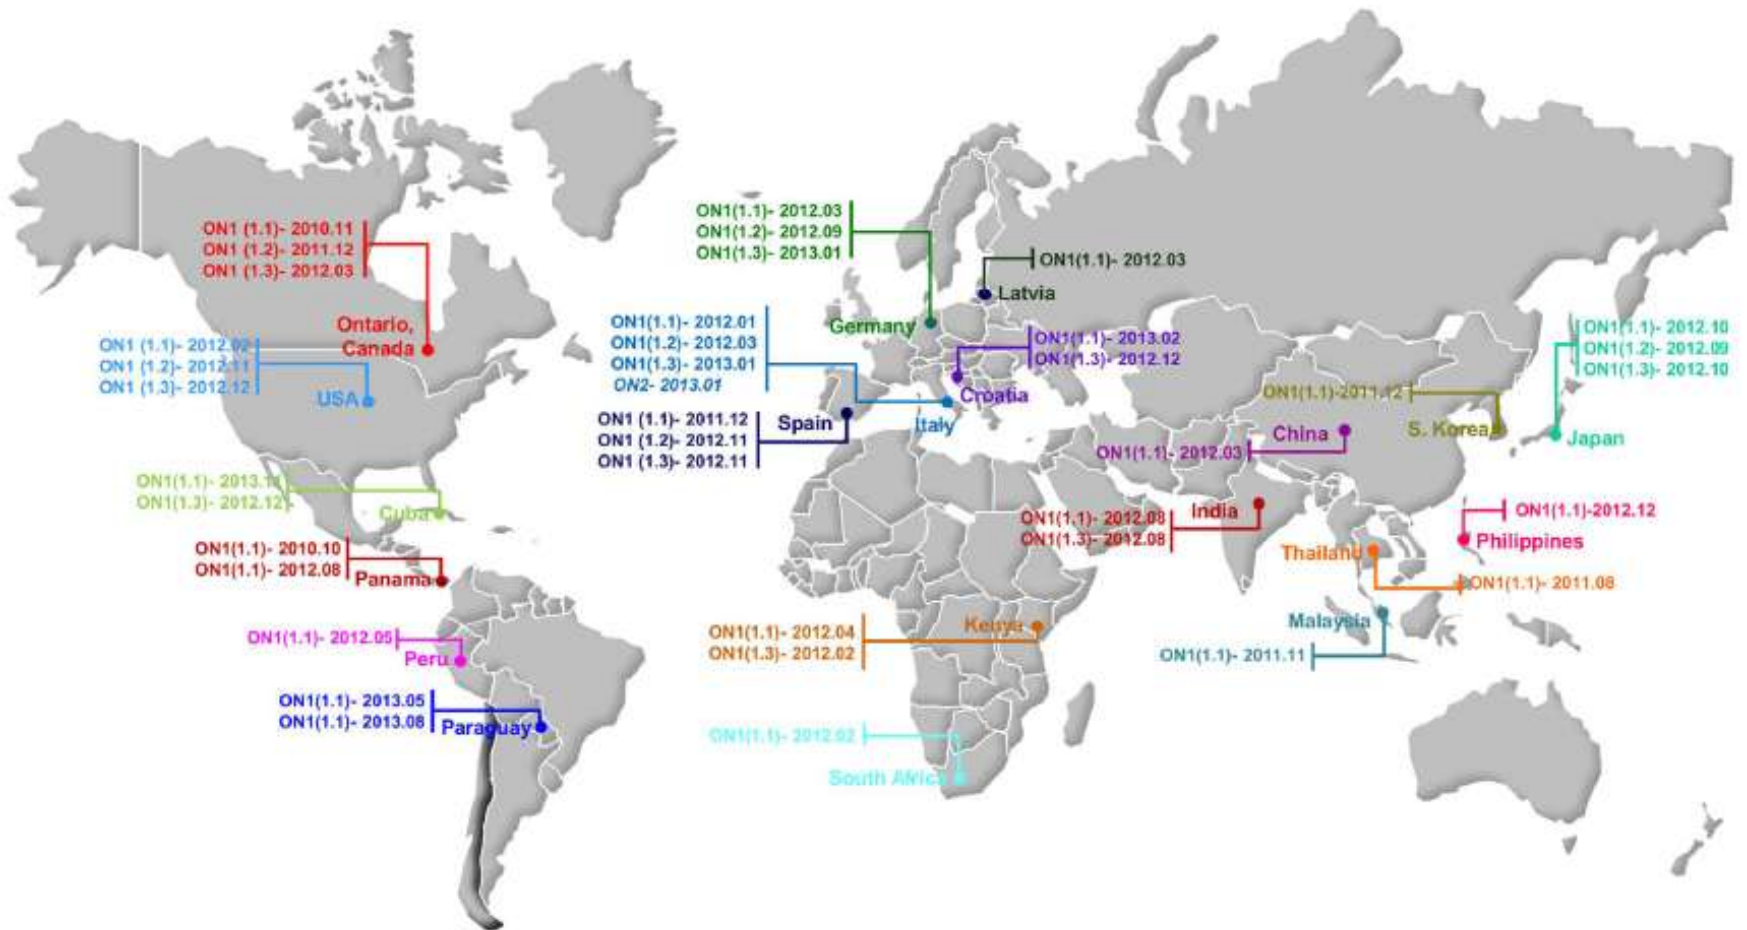 ON1 (1.1)- 2010.11
ON1 (1.2)- 2011.12
ON1 (1.3)- 2012.03
Ontario,
Canada
ON1 (1.1)- 2012.02
ON1 (1.2)- 2012.11
ON1 (1.3)- 2012.12
USA
ON1(1.1)- 2013.
ON1(1.3)- 2012.12
Cuba
ON1(1.1)- 2010.10
ON1(1.1)- 2012.08
Panama
ON1(1.1)- 2012.05
Peru
ON1(1.1)- 2013.05
ON1(1.1)- 2013.08
Paraguay
ON1(1.1)- 2012.03
ON1(1.2)- 2012.09
ON1(1.3)- 2013.01
Germany
ON1(1.1)- 2012.03
Latvia
ON1(1.1)- 2012.01
ON1(1.2)- 2012.03
ON1(1.3)- 2013.01
ON2- 2013.01
Italy
ON1(1.1)- 2013.02
ON1(1.3)- 2012.12
Croatia
ON1 (1.1)- 2011.12
ON1 (1.2)- 2012.11
ON1 (1.3)- 2012.11
Spain
ON1(1.1)- 2012.04
ON1(1.3)- 2012.02
Kenya
ON1(1.1)- 2012.02
South Africa
ON1(1.1)- 2012.10
ON1(1.2)- 2012.09
ON1(1.3)- 2012.10
Japan
ON1(1.1)-2011.12
S. Korea
China
ON1(1.1)- 2012.03
India
ON1(1.1)- 2012.08
ON1(1.3)- 2012.08
ON1(1.1)-2012.12
Philippines
Thailand
ON1(1.1)- 2011.08
Malaysia
ON1(1.1)- 2011.11